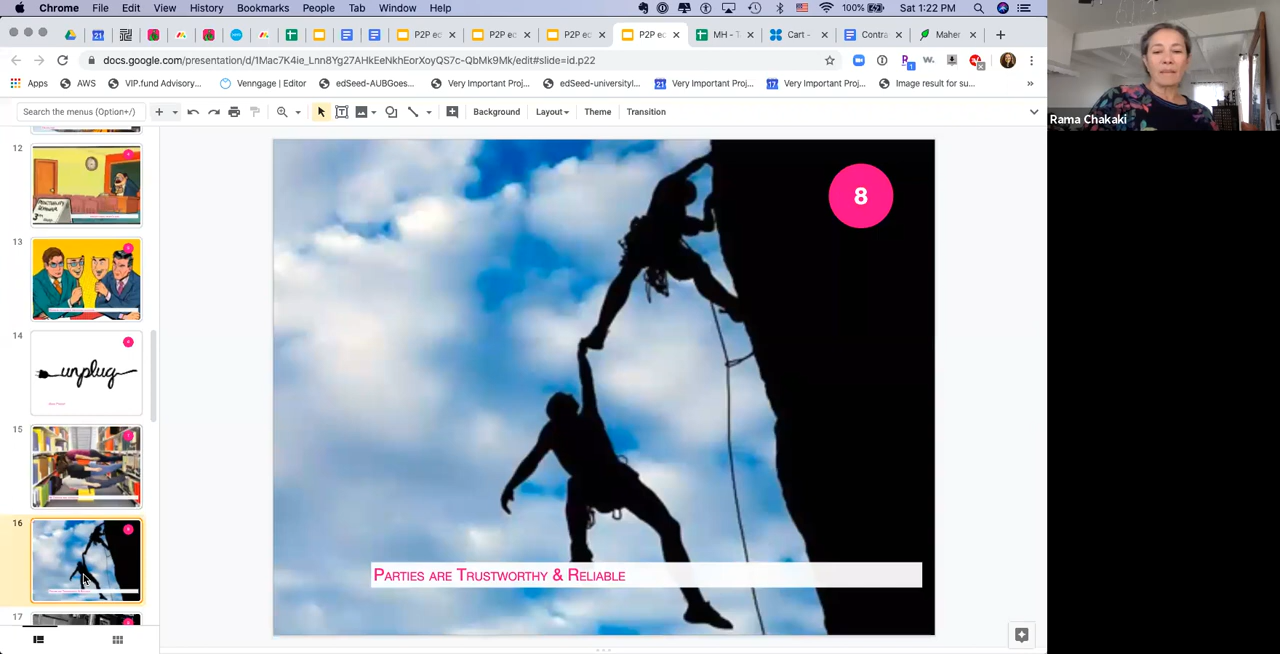 Chrome File Edit View History Bookmarks People Tab Window Help 100% Sat 1:22 PM
P2P ec P2P ec P2P ec P2P ec MH - T Cart - Contra Maher
docs.google.com/presentation/d/1Mac7K4ie_Lnn8Yg27AHkEeNkhEorXoyQS7c-QbMk9Mk/edit#slide=id.p22
Apps AWS VIP.fund Advisory... Venngage | Editor edSeed-AUBGoes... Very Important Proj... edSeed-universityI... Very Important Proj... Very Important Proj... Image result for su... »
Search the menus (Option+/) Background Layout Theme Transition
Rama Chakaki
12
13
14
unplug
15
16
17
8
PARTIES ARE TRUSTWORTHY & RELIABLE